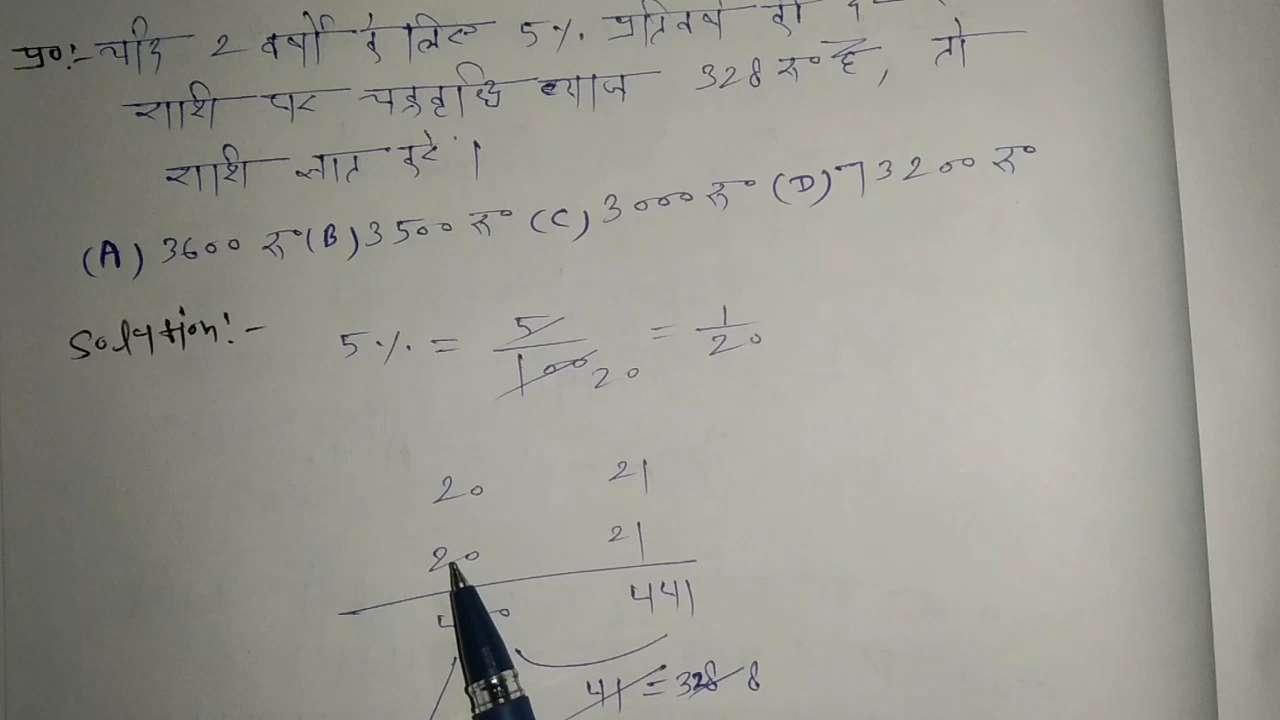 प्र०:- यदि 2 वर्षो के लिए 5% प्रतिवर्ष की
राशि पर चक्रवृद्धि ब्याज 328 रू० है, तो
राशि ज्ञात करें।
(A) 3600 रू० (B) 3500 रू० (C) 3000 रू० (D) 3200 रू०
Solution:- 5% = 5/100 20 = 1/20
20 21
20 21
441
41 = 328 8